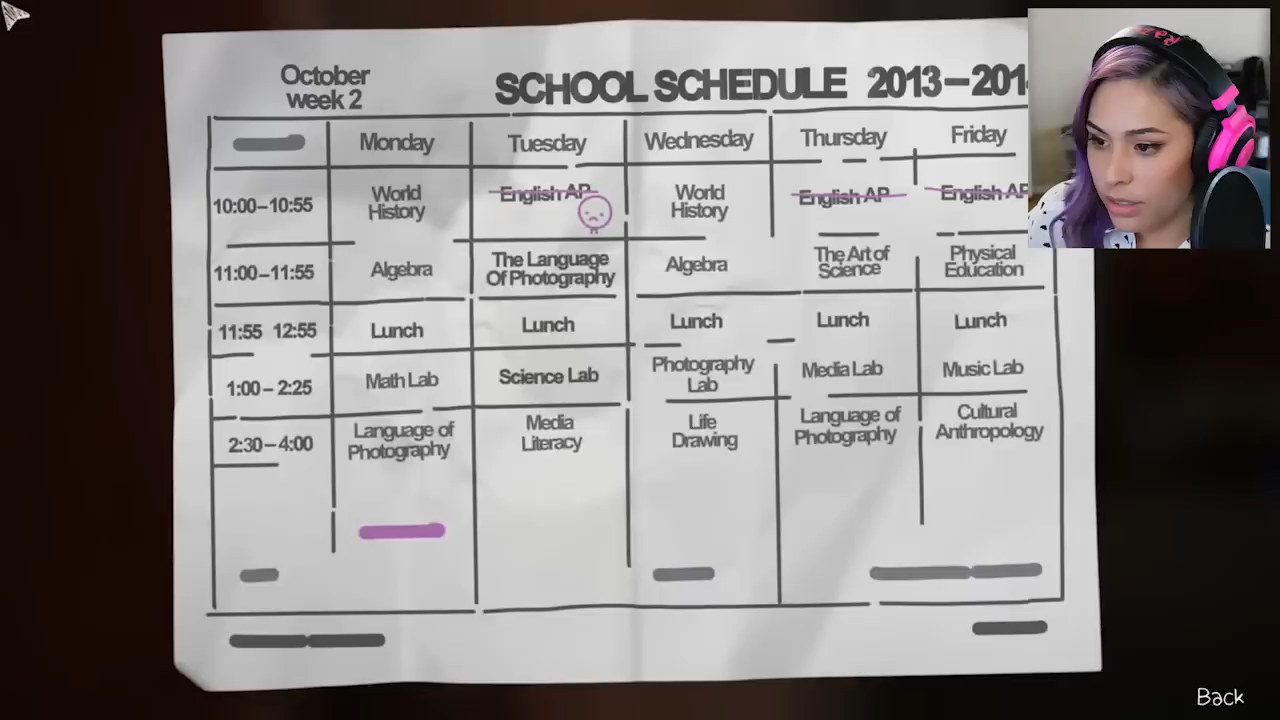 October
week 2
SCHOOL SCHEDULE 2013-201
Monday Tuesday Wednesday Thursday Friday
10:00-10:55 World History English AP World History English AP English AP
11:00-11:55 Algebra The Language Of Photography Algebra The Art of Science Physical Education
11:55 12:55 Lunch Lunch Lunch Lunch Lunch
1:00-2:25 Math Lab Science Lab Photography Lab Media Lab Music Lab
2:30-4:00 Language of Photography Media Literacy Life Drawing Language of Photography Cultural Anthropology
Back